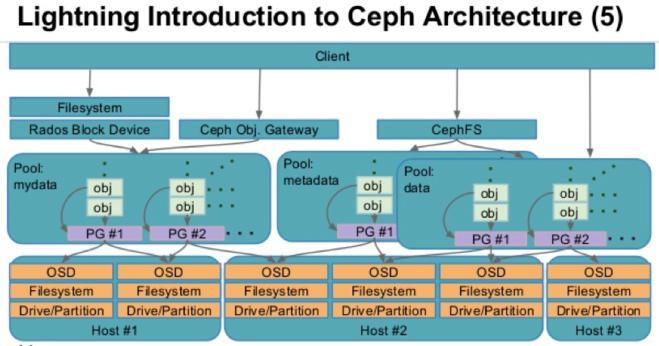 Lightning Introduction to Ceph Architecture (5)
Client
Filesystem
Rados Block Device
Ceph Obj. Gateway
CephFS
Pool:
mydata
obj
obj
obj
obj
PG #1
PG #2
Pool:
metadata
obj
obj
PG #1
Pool:
data
obj
obj
obj
obj
PG #1
PG #2
OSD
OSD
OSD
OSD
OSD
OSD
Filesystem
Filesystem
Filesystem
Filesystem
Filesystem
Filesystem
Drive/Partition
Drive/Partition
Drive/Partition
Drive/Partition
Drive/Partition
Drive/Partition
Host #1
Host #2
Host #3